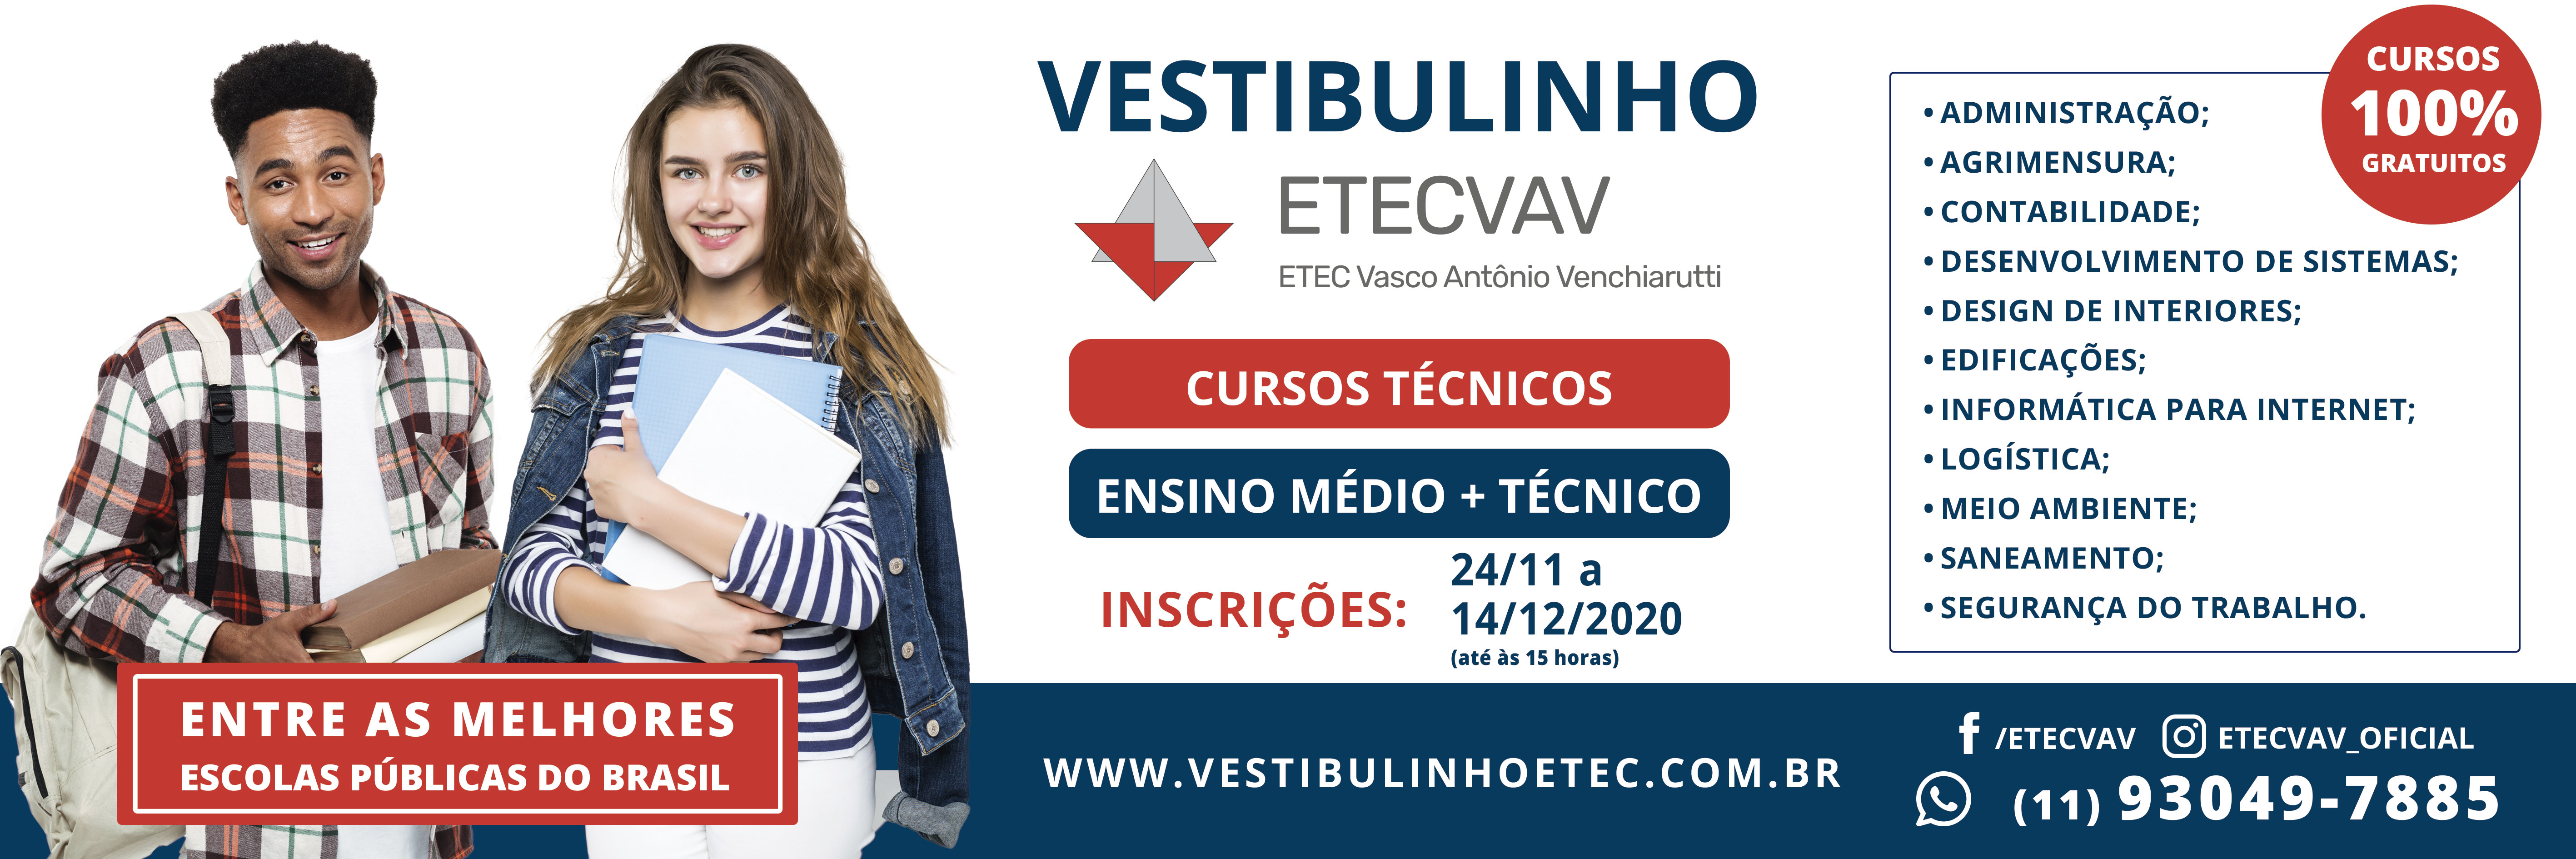 VESTIBULINHO
ETECVAV
ETEC Vasco Antônio Venchiarutti
CURSOS TÉCNICOS
ENSINO MÉDIO + TÉCNICO
INSCRIÇÕES:
24/11 a
14/12/2020
(até às 15 horas)
CURSOS
100%
GRATUITOS
• ADMINISTRAÇÃO;
• AGRIMENSURA;
• CONTABILIDADE;
• DESENVOLVIMENTO DE SISTEMAS;
• DESIGN DE INTERIORES;
• EDIFICAÇÕES;
• INFORMÁTICA PARA INTERNET;
• LOGÍSTICA;
• MEIO AMBIENTE;
• SANEAMENTO;
• SEGURANÇA DO TRABALHO.
ENTRE AS MELHORES
ESCOLAS PÚBLICAS DO BRASIL
WWW.VESTIBULINHOETEC.COM.BR
/ETECVAV ETECVAV_OFICIAL
(11) 93049-7885